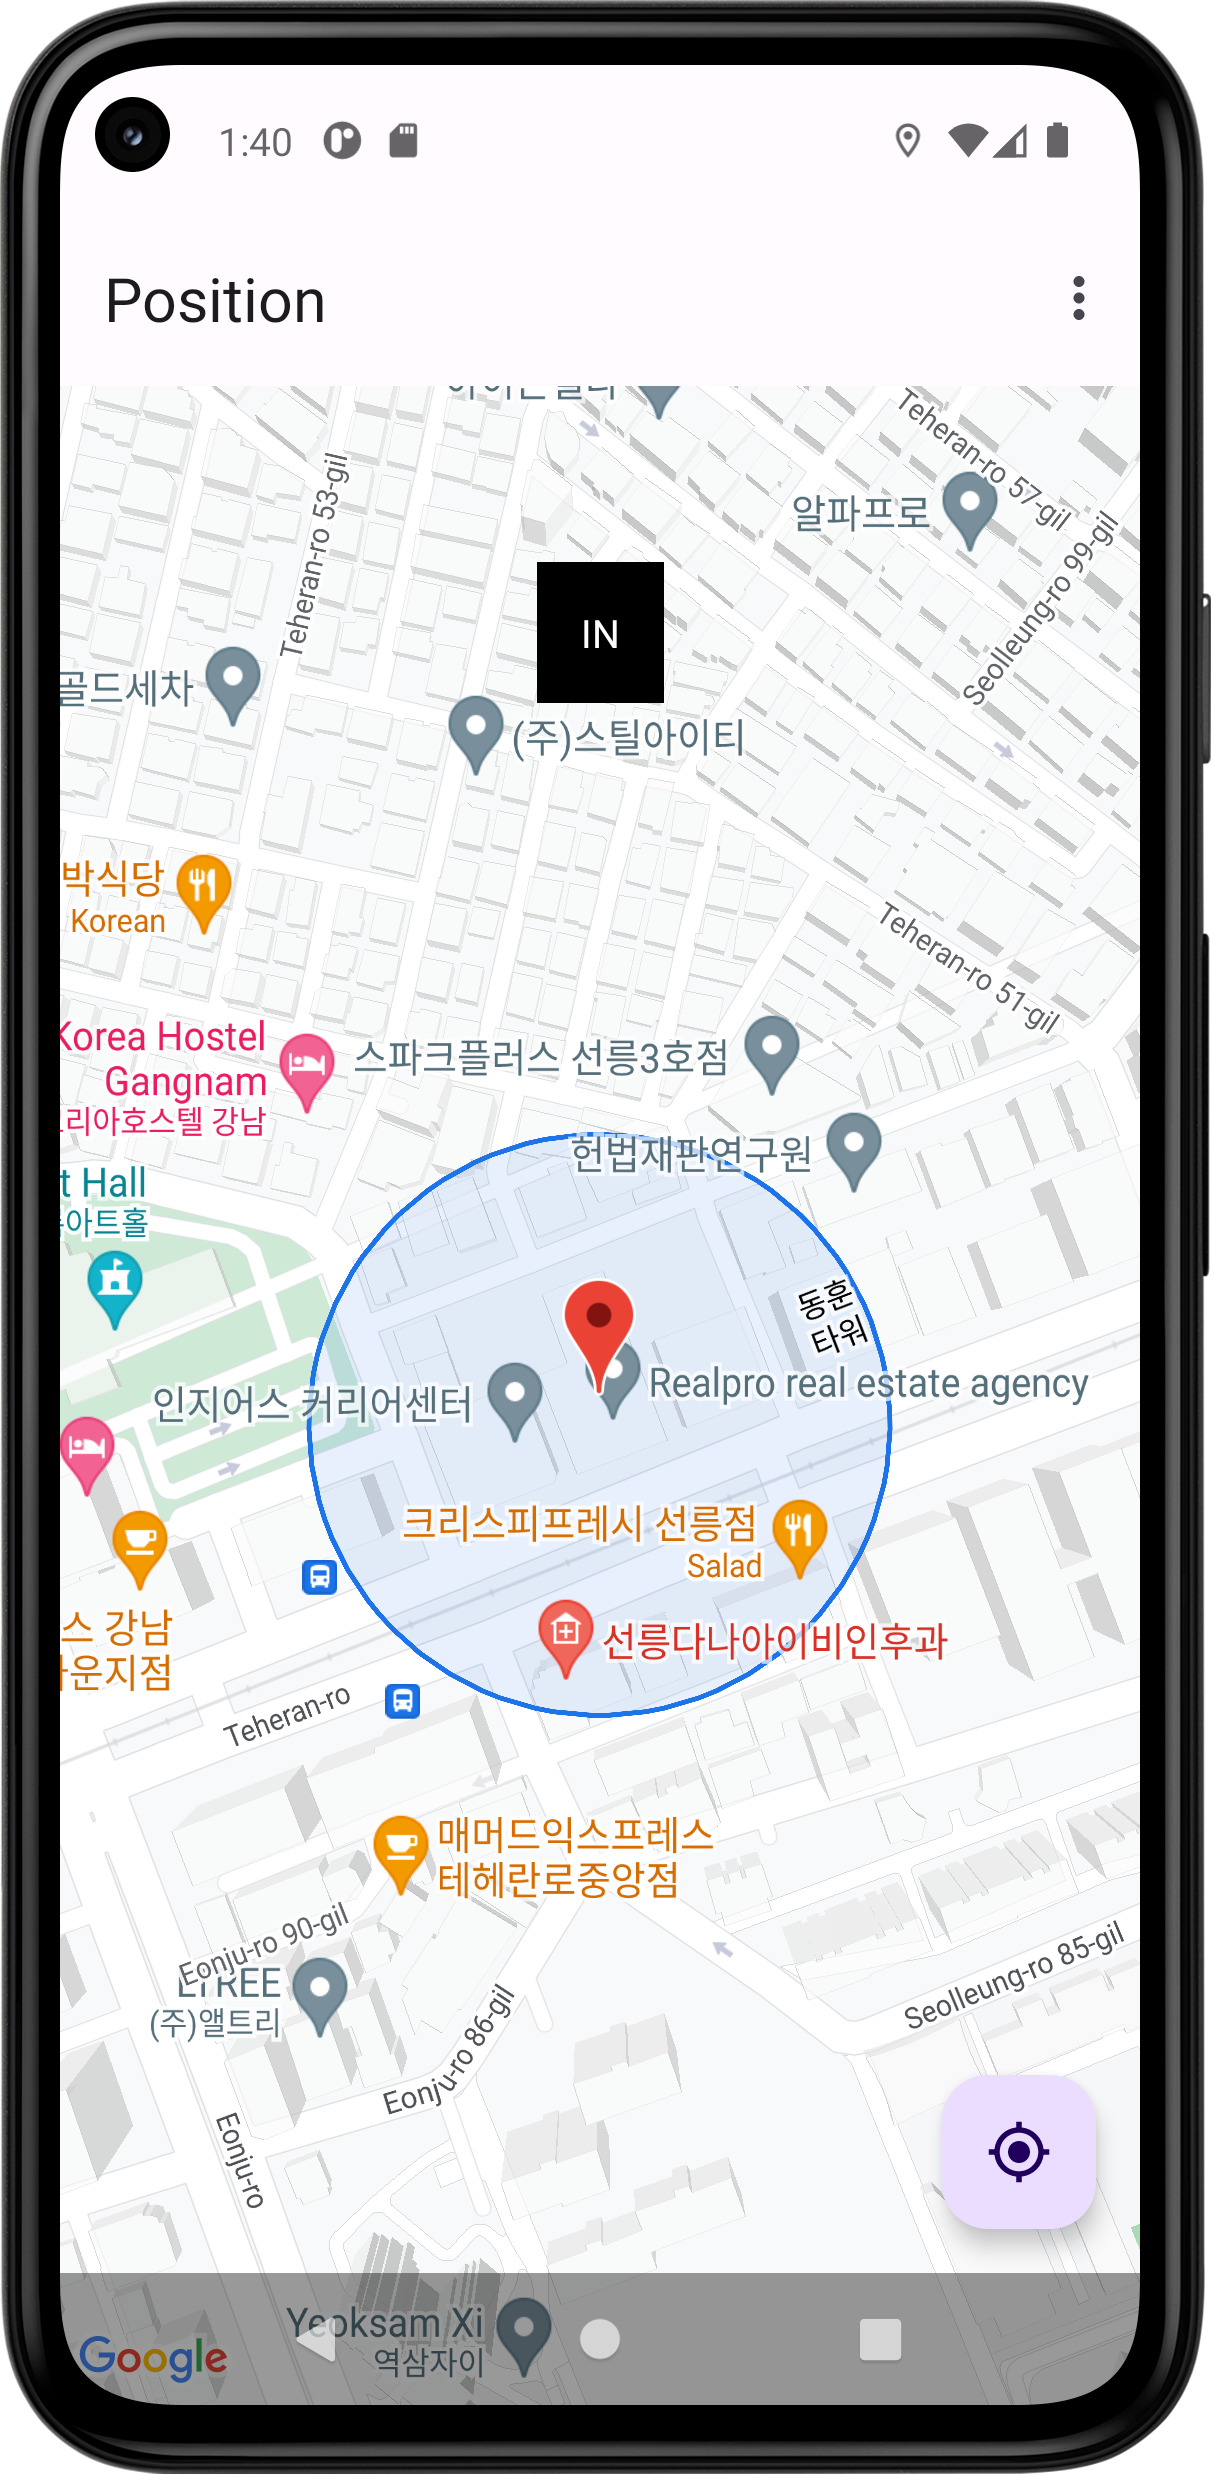 1:40
Position
Teheran-ro 57-gil
알파프로
Teheran-ro 53-gil
Seolleung-ro 99-gil
IN
골드세차
(주)스틸아이티
박식당
Korean
Teheran-ro 51-gil
Korea Hostel
Gangnam
리아호스텔 강남
스파크플러스 선릉3호점
헌법재판연구원
t Hall
아트홀
동훈
타워
Realpro real estate agency
인지어스 커리어센터
크리스피프레시 선릉점
Salad
선릉다나아이비인후과
스 강남
운지점
Teheran-ro
매머드익스프레스
테헤란로중앙점
Eonju-ro 90-gil
LTREE
(주)앨트리
Seolleung-ro 85-gil
Eonju-ro 86-gil
Eonju-ro
Yeoksam Xi
역삼자이
Google